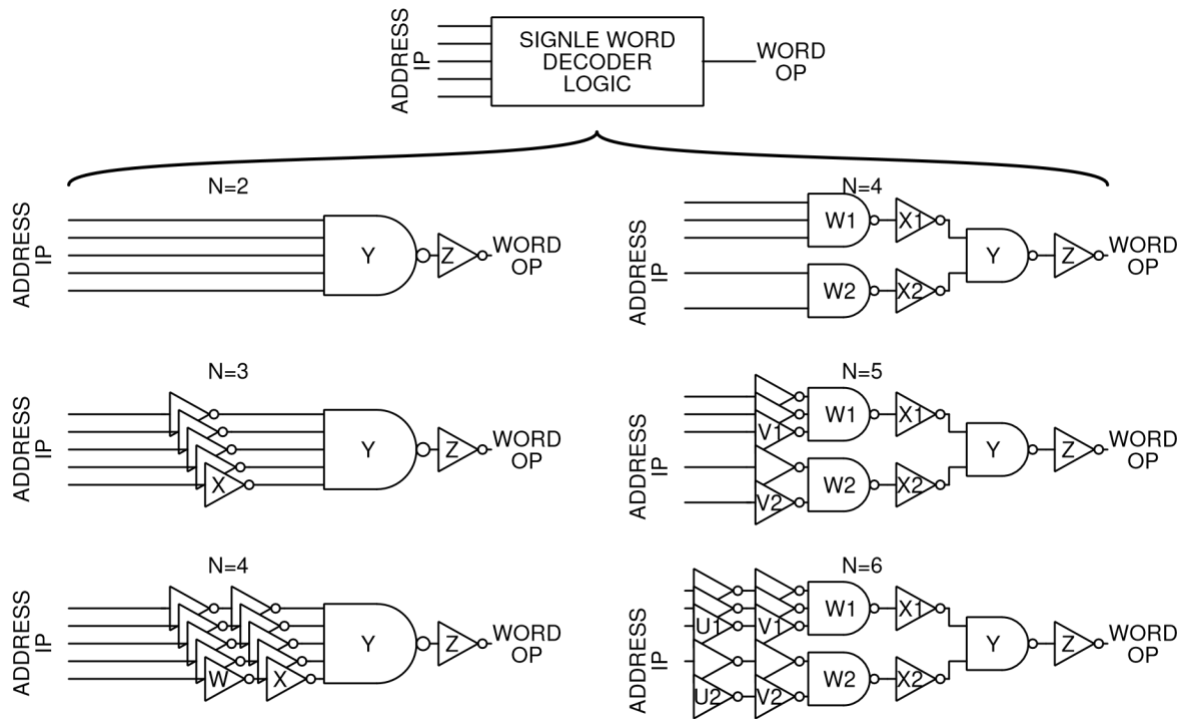 ADDRESS
IP
SIGNLE WORD
DECODER
LOGIC
WORD
OP
N=2
ADDRESS
IP
Y
Z
WORD
OP
N=4
ADDRESS
IP
W1
X1
W2
X2
Y
Z
WORD
OP
N=3
ADDRESS
IP
X
Y
Z
WORD
OP
N=5
ADDRESS
IP
V1
W1
X1
V2
W2
X2
Y
Z
WORD
OP
N=4
ADDRESS
IP
W
X
Y
Z
WORD
OP
N=6
ADDRESS
IP
U1
V1
W1
X1
U2
V2
W2
X2
Y
Z
WORD
OP